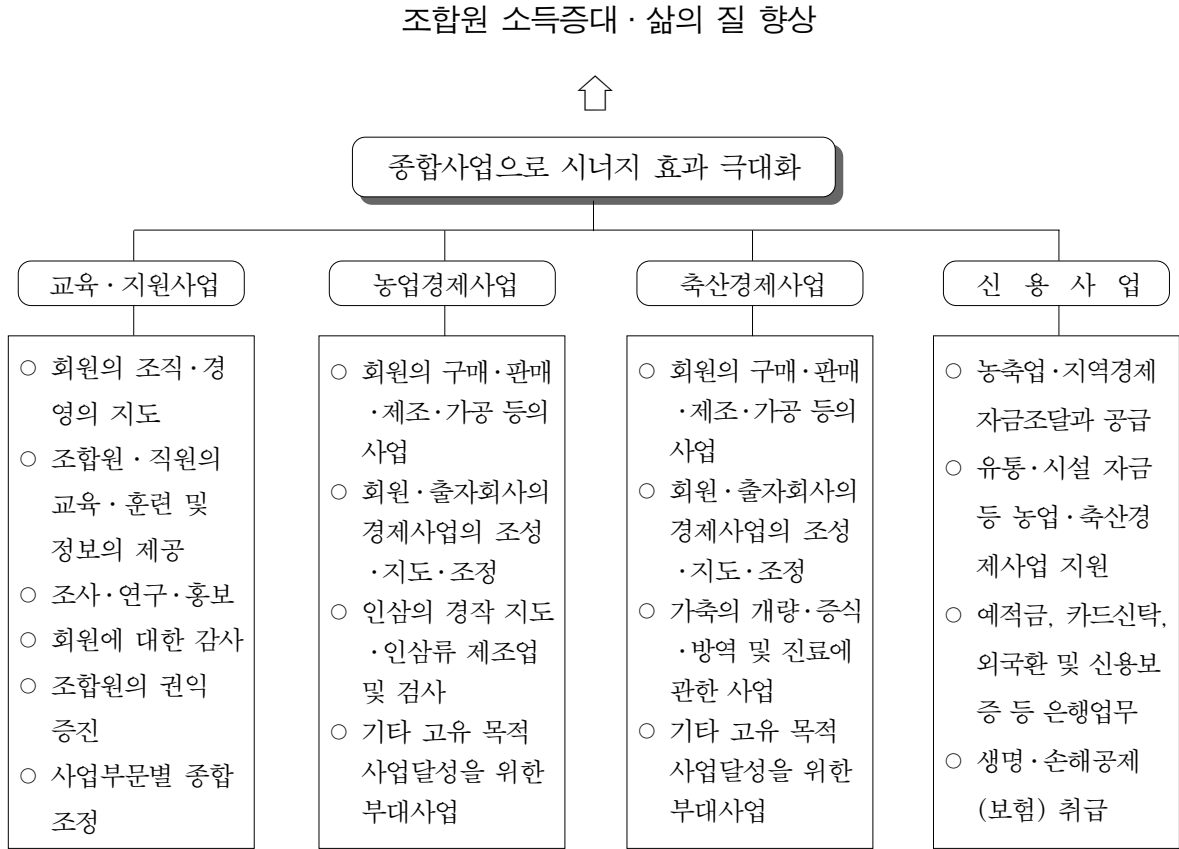 조합원 소득증대·삶의 질 향상
종합사업으로 시너지 효과 극대화
교육·지원사업
○ 회원의 조직·경
영의 지도
○ 조합원·직원의
교육·훈련 및
정보의 제공
○ 조사·연구·홍보
○ 회원에 대한 감사
○ 조합원의 권익
증진
○ 사업부문별 종합
조정
농업경제사업
○ 회원의 구매·판매
·제조·가공 등의
사업
○ 회원·출자회사의
경제사업의 조성
·지도·조정
○ 인삼의 경작 지도
·인삼류 제조업
및 검사
○ 기타 고유 목적
사업달성을 위한
부대사업
축산경제사업
○ 회원의 구매·판매
·제조·가공 등의
사업
○ 회원·출자회사의
경제사업의 조성
·지도·조정
○ 가축의 개량·증식
·방역 및 진료에
관한 사업
○ 기타 고유 목적
사업달성을 위한
부대사업
신 용 사 업
○ 농축업·지역경제
자금조달과 공급
○ 유통·시설 자금
등 농업·축산경
제사업 지원
○ 예적금, 카드신탁,
외국환 및 신용보
증 등 은행업무
○ 생명·손해공제
(보험) 취급